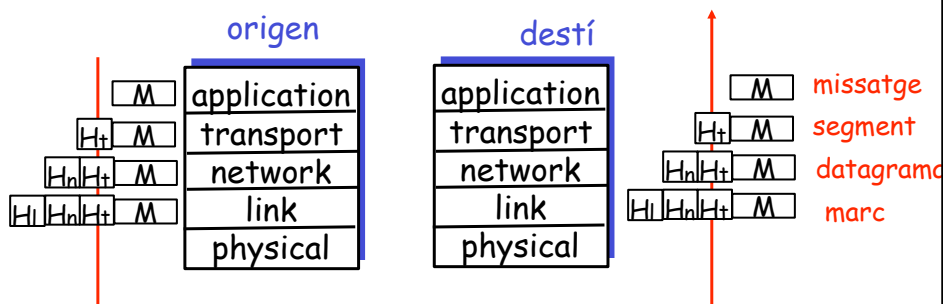 origen destí
M application application M missatge
Ht M transport transport Ht M segment
Hn Ht M network network Hn Ht M datagrama
Hl Hn Ht M link link Hl Hn Ht M marc
physical physical